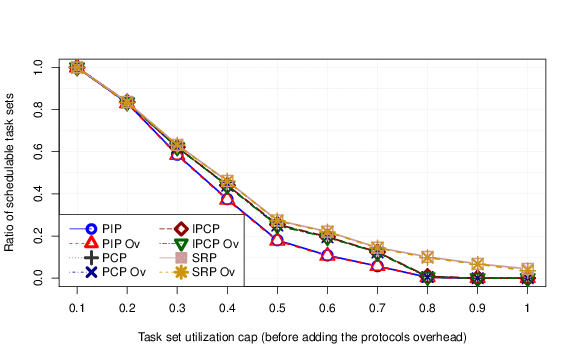 Ratio of schedulable task sets
1.0
0.8
0.6
0.4
0.2
0.0
PIP
PIP Ov
PCP
PCP Ov
IPCP
IPCP Ov
SRP
SRP Ov
0.1 0.2 0.3 0.4 0.5 0.6 0.7 0.8 0.9 1
Task set utilization cap (before adding the protocols overhead)